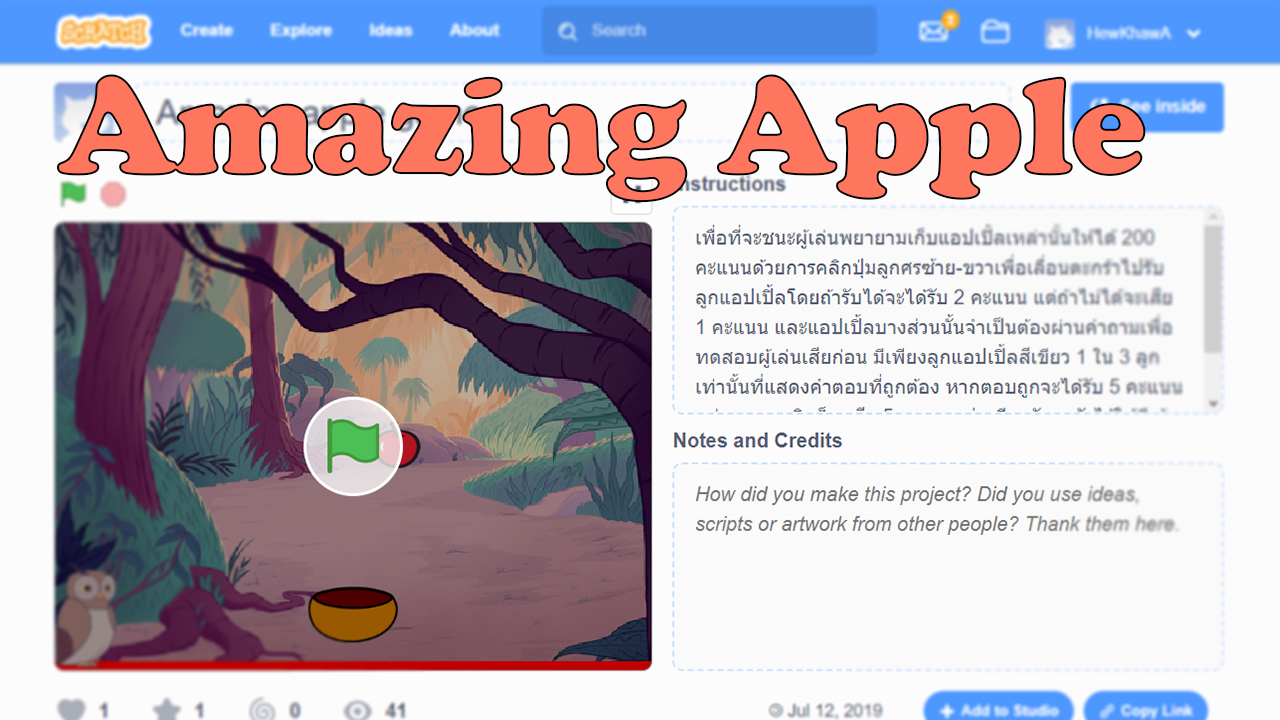 SCRATCH
Create
Explore
Ideas
About
Search
2
HowKhawA
Amazing Apple
See inside
Instructions
เพื่อที่จะชนะผู้เล่นพยายามเก็บแอปเปิ้ลเหล่านั้นให้ได้ 200
คะแนนด้วยการคลิกปุ่มลูกศรซ้าย-ขวาเพื่อเลื่อนตะกร้าไปรับ
ลูกแอปเปิ้ลโดยถ้ารับได้จะได้รับ 2 คะแนน แต่ถ้าไม่ได้จะเสีย
1 คะแนน และแอปเปิ้ลบางส่วนนั้นจำเป็นต้องผ่านคำถามเพื่อ
ทดสอบผู้เล่นเสียก่อน มีเพียงลูกแอปเปิ้ลสีเขียว 1 ใน 3 ลูก
เท่านั้นที่แสดงคำตอบที่ถูกต้อง หากตอบถูกจะได้รับ 5 คะแนน
Notes and Credits
How did you make this project? Did you use ideas,
scripts or artwork from other people? Thank them here.
1
1
0
41
Jul 12, 2019
Add to Studio
Copy Link